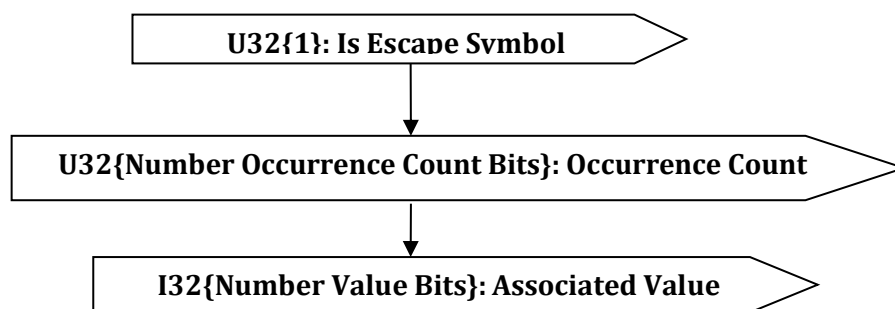 U32{1}: Is Escape Symbol
U32{Number Occurrence Count Bits}: Occurrence Count
I32{Number Value Bits}: Associated Value